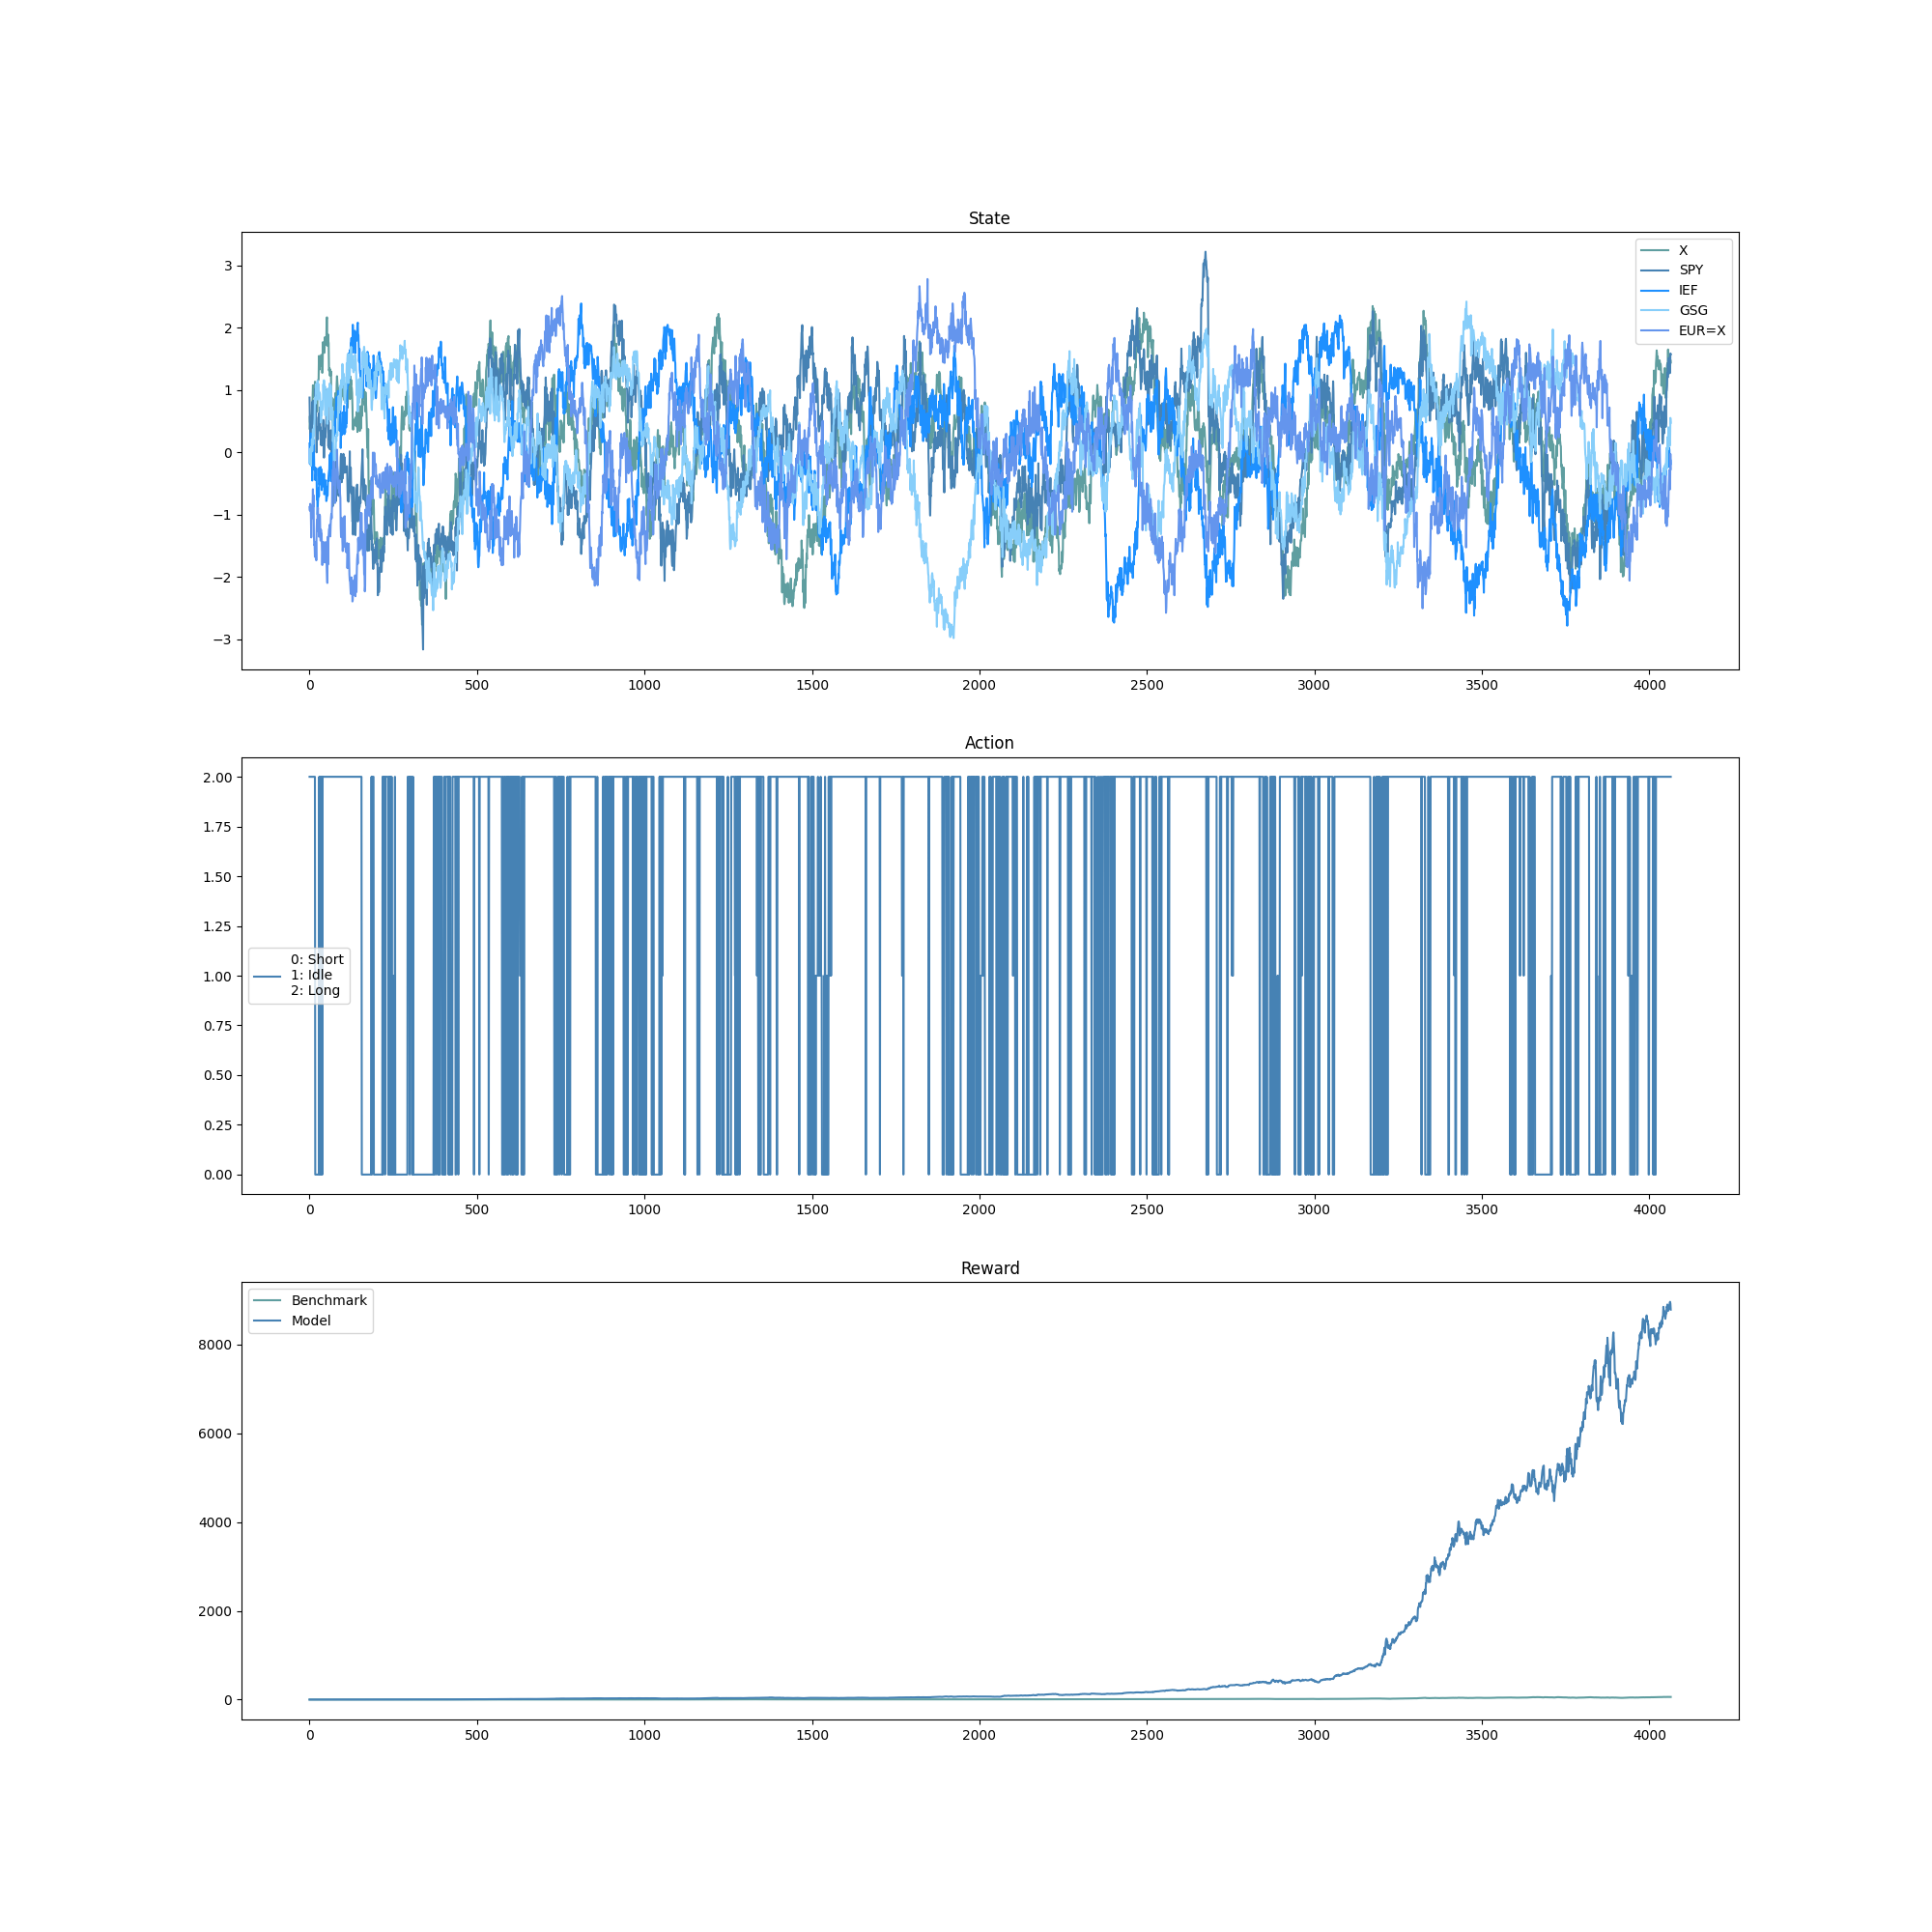 State
3
2
1
0
−1
−2
−3
X
SPY
IEF
GSG
EUR=X
0 500 1000 1500 2000 2500 3000 3500 4000
Action
2.00
1.75
1.50
1.25
1.00
0.75
0.50
0.25
0.00
0: Short
1: Idle
2: Long
0 500 1000 1500 2000 2500 3000 3500 4000
Reward
Benchmark
Model
8000
6000
4000
2000
0
0 500 1000 1500 2000 2500 3000 3500 4000